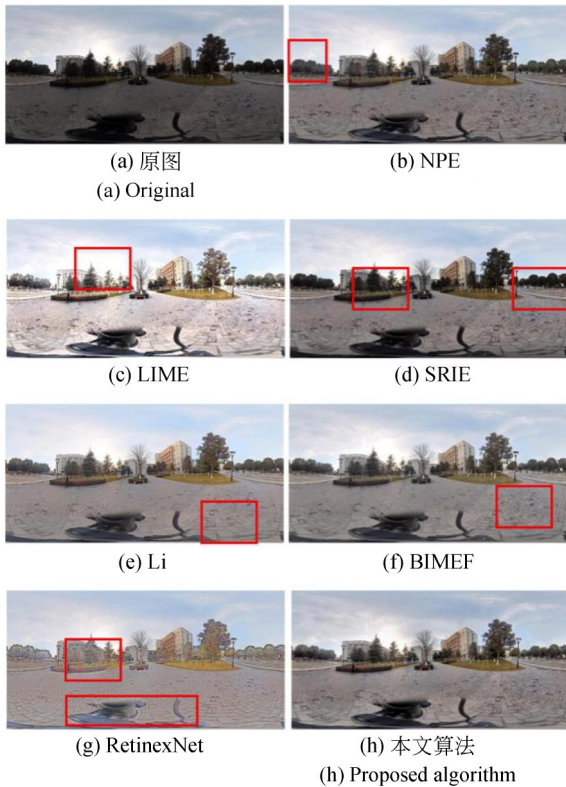 (a) 原图
(a) Original
(b) NPE
(c) LIME
(d) SRIE
(e) Li
(f) BIMEF
(g) RetinexNet
(h) 本文算法
(h) Proposed algorithm